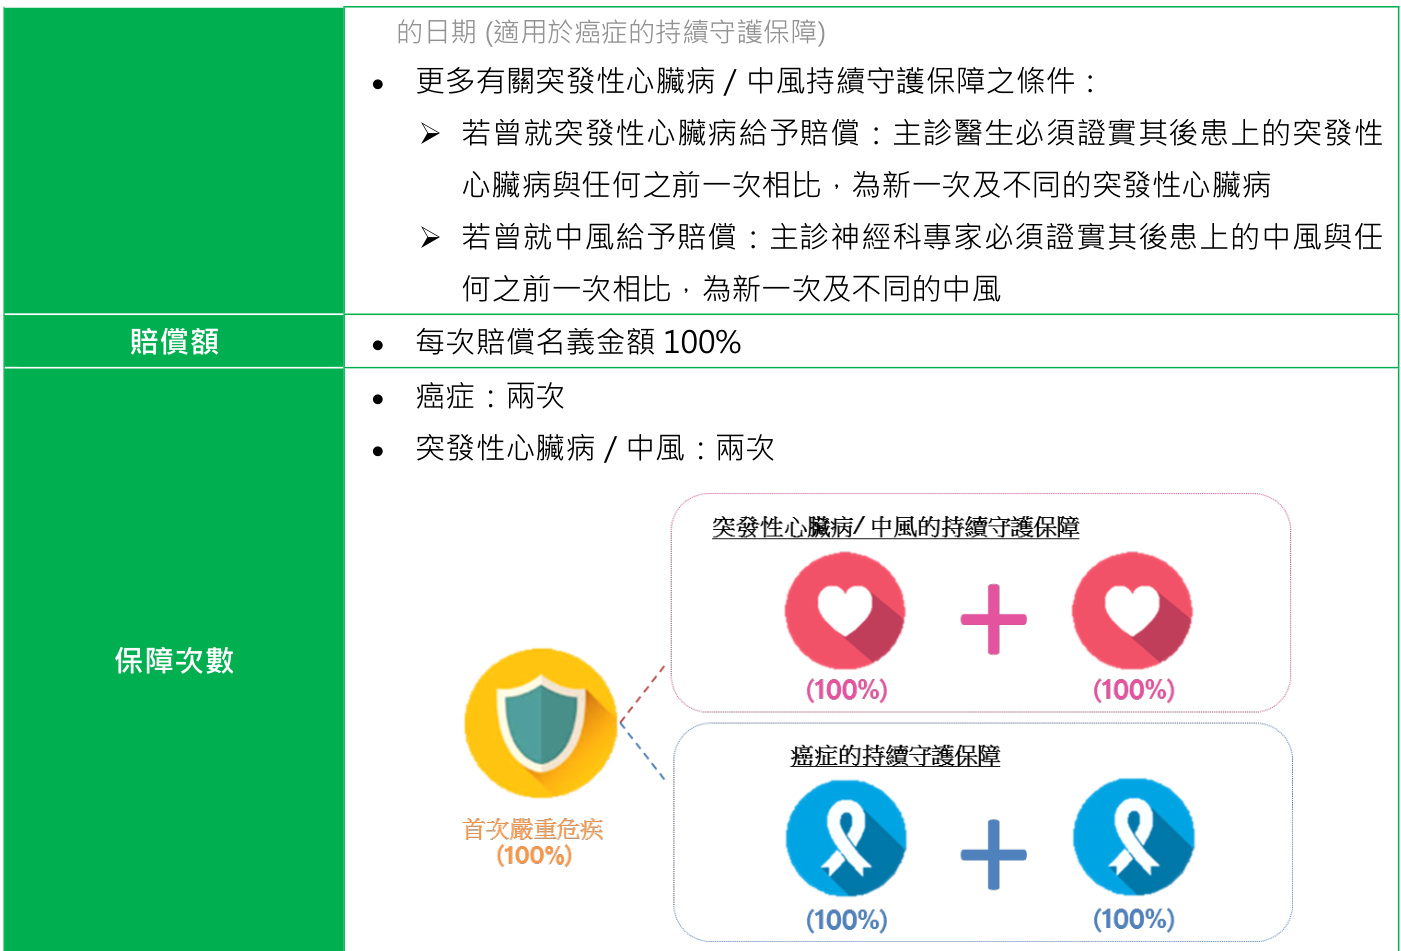 的日期 (適用於癌症的持續守護保障)
● 更多有關突發性心臟病 / 中風持續守護保障之條件：
➢ 若曾就突發性心臟病給予賠償：主診醫生必須證實其後患上的突發性
心臟病與任何之前一次相比，為新一次及不同的突發性心臟病
➢ 若曾就中風給予賠償：主診神經科專家必須證實其後患上的中風與任
何之前一次相比，為新一次及不同的中風
賠償額
● 每次賠償名義金額 100%
保障次數
● 癌症：兩次
● 突發性心臟病 / 中風：兩次
突發性心臟病/ 中風的持續守護保障
(100%) (100%)
首次嚴重危疾
(100%)
癌症的持續守護保障
(100%) (100%)